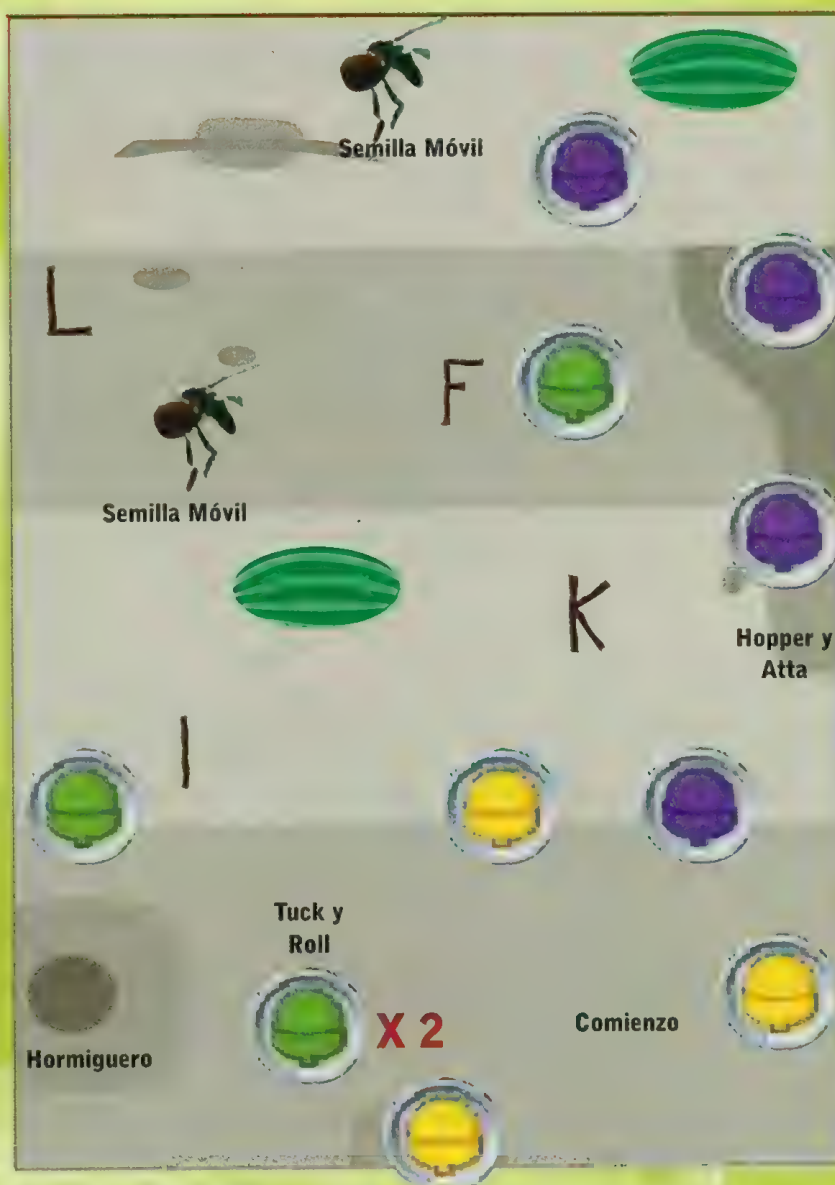 Semilla Móvil
L
F
Semilla Móvil
K
Hopper y
Atta
I
Tuck y
Roll
X 2
Comienzo
Hormiguero